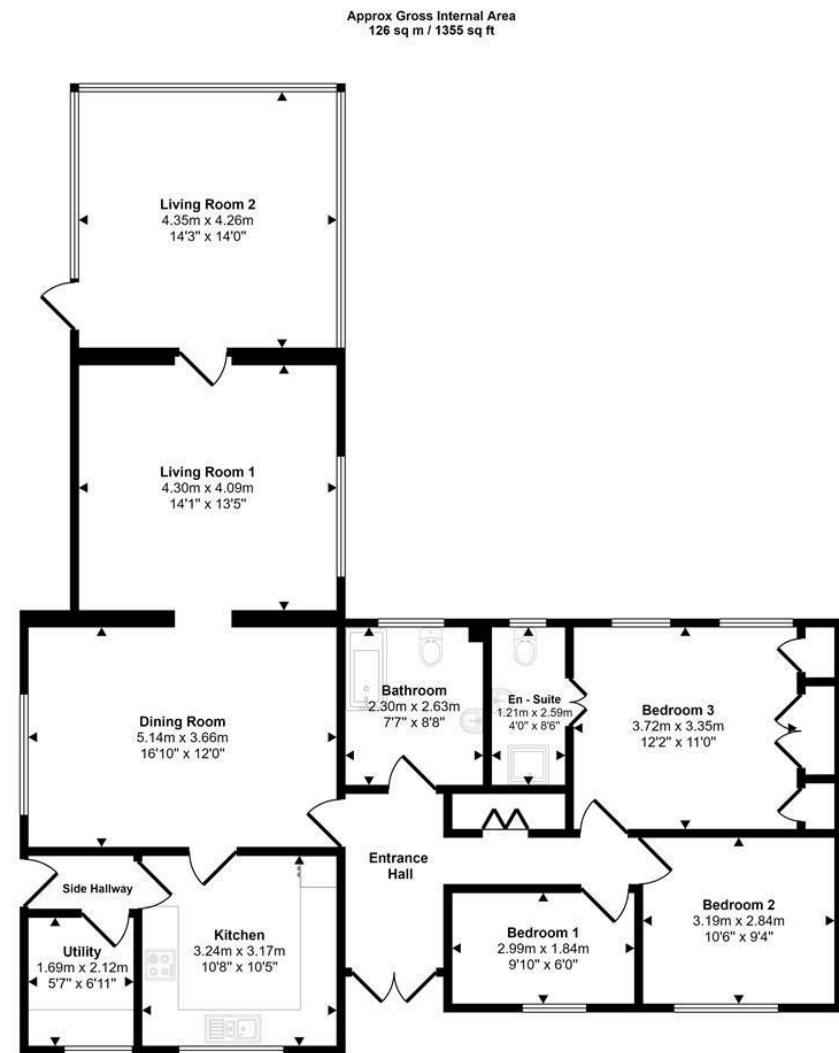 Approx Gross Internal Area
126 sq m / 1355 sq ft
Living Room 2
4.35m x 4.26m
14'3" x 14'0"
Living Room 1
4.30m x 4.09m
14'1" x 13'5"
Dining Room
5.14m x 3.66m
16'10" x 12'0"
Bathroom
2.30m x 2.63m
7'7" x 8'8"
En - Suite
1.21m x 2.59m
4'0" x 8'6"
Bedroom 3
3.72m x 3.35m
12'2" x 11'0"
Side Hallway
Entrance
Hall
Utility
1.69m x 2.12m
5'7" x 6'11"
Kitchen
3.24m x 3.17m
10'8" x 10'5"
Bedroom 1
2.99m x 1.84m
9'10" x 6'0"
Bedroom 2
3.19m x 2.84m
10'6" x 9'4"